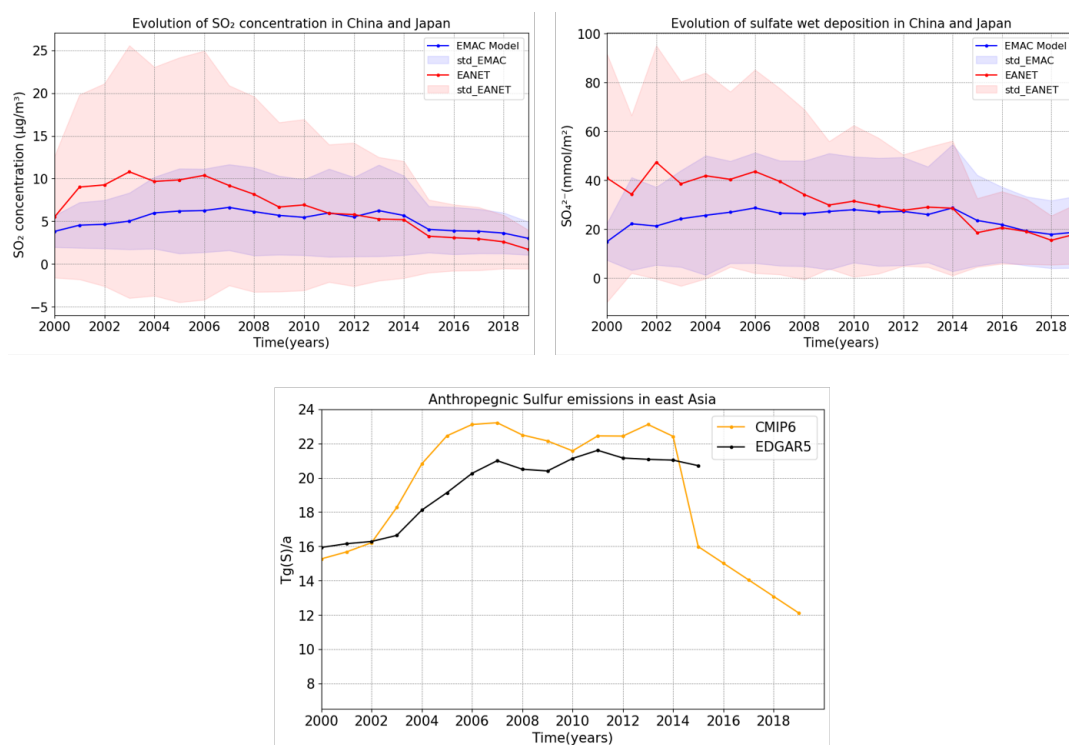 Evolution of SO₂ concentration in China and Japan
SO₂ concentration (µg/m³)
25
20
15
10
5
0
−5
EMAC Model
std_EMAC
EANET
std_EANET
2000 2002 2004 2006 2008 2010 2012 2014 2016 2018
Time(years)
Evolution of sulfate wet deposition in China and Japan
SO₄²⁻(mmol/m²)
100
80
60
40
20
0
EMAC Model
std_EMAC
EANET
std_EANET
2000 2002 2004 2006 2008 2010 2012 2014 2016 2018
Time(years)
Anthropegnic Sulfur emissions in east Asia
Tg(S)/a
24
22
20
18
16
14
12
10
8
CMIP6
EDGAR5
2000 2002 2004 2006 2008 2010 2012 2014 2016 2018
Time(years)